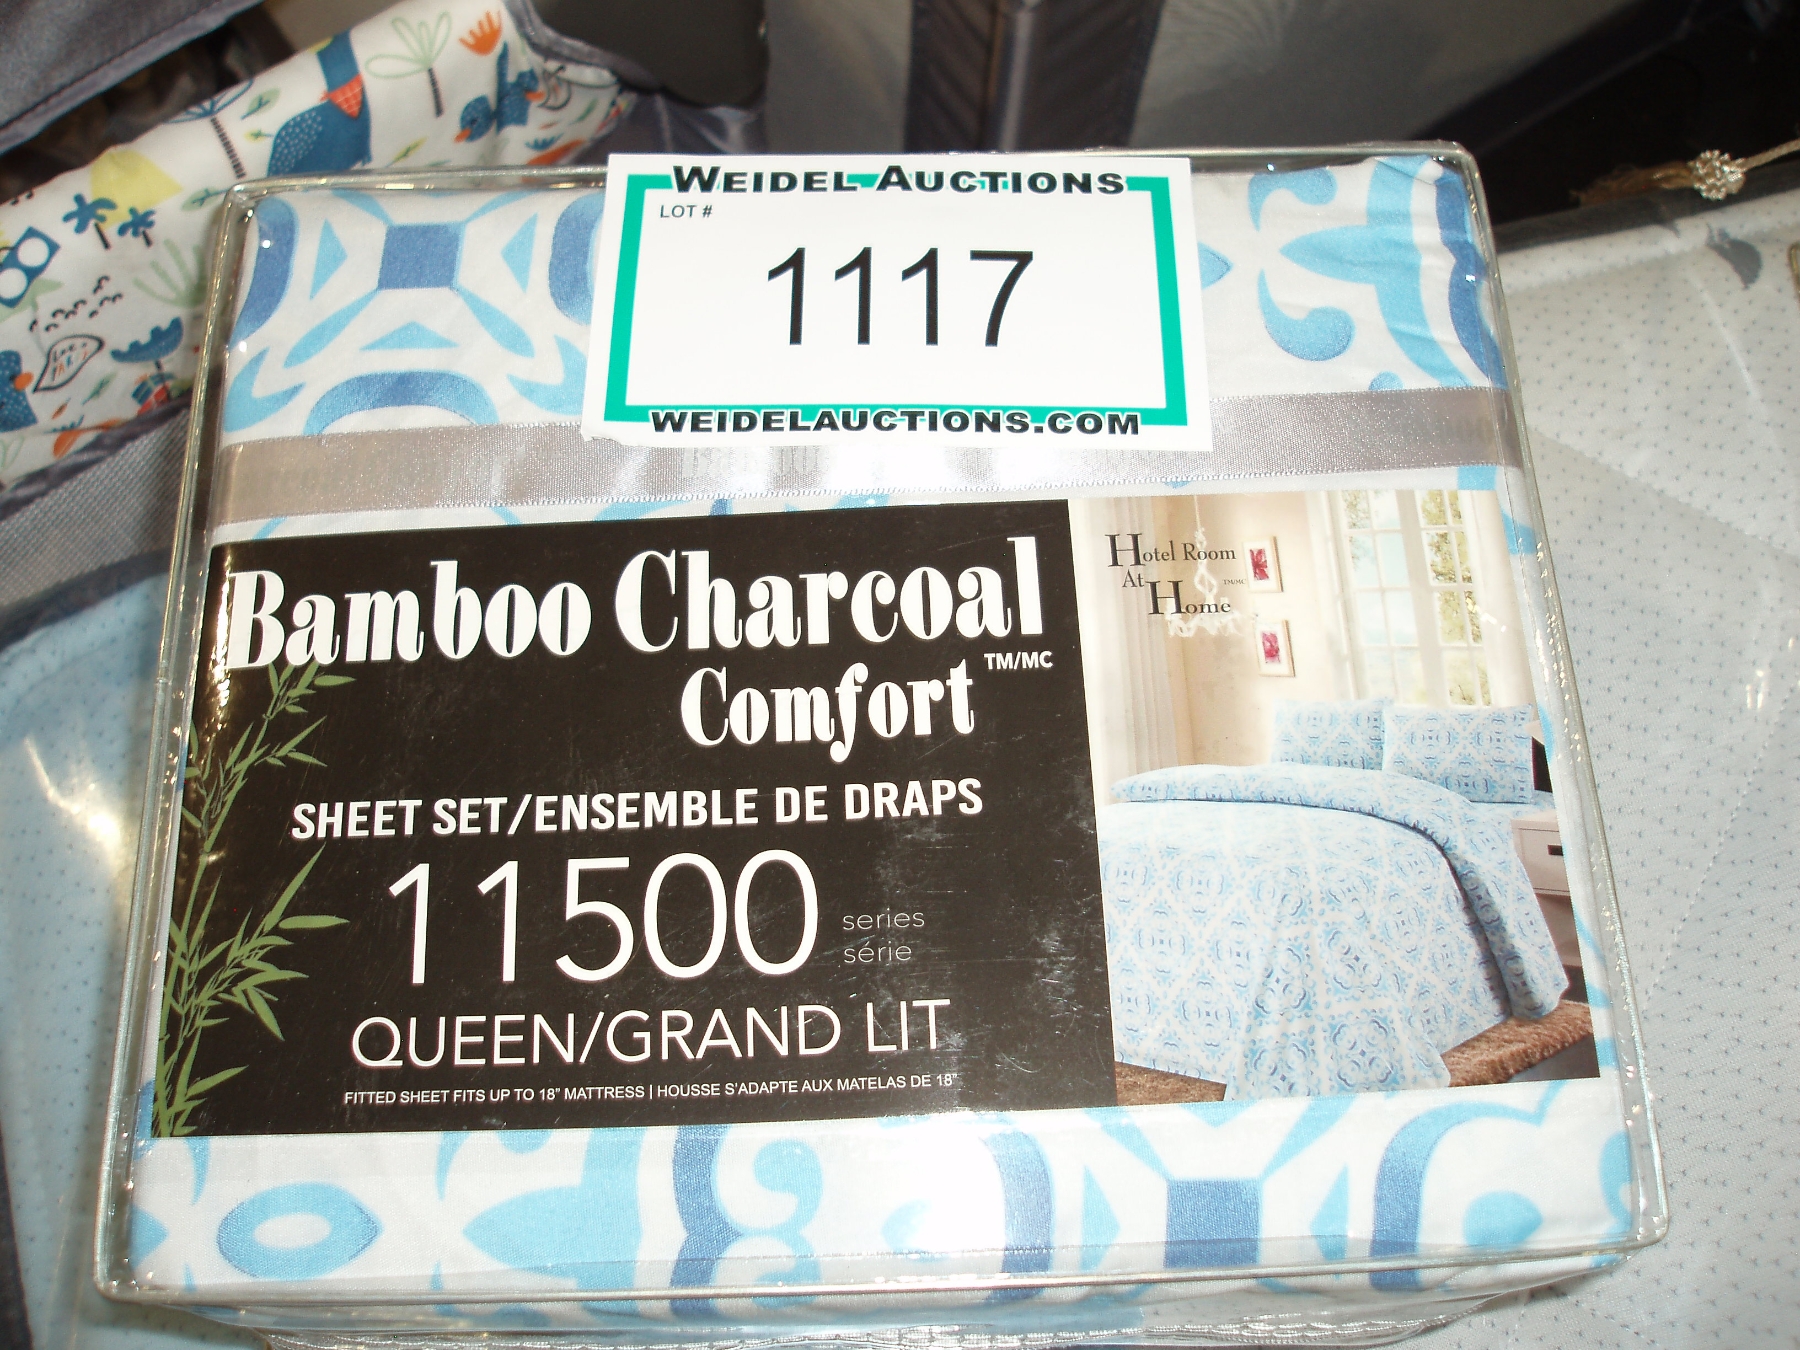 WEIDEL AUCTIONS
LOT #
1117
WEIDELAUCTIONS.COM
Bamboo Charcoal
Comfort TM/MC
SHEET SET/ENSEMBLE DE DRAPS
11500 series
série
QUEEN/GRAND LIT
FITTED SHEET FITS UP TO 18" MATTRESS | HOUSSE S'ADAPTE AUX MATELAS DE 18"
Hotel Room
At
Home TM/MC